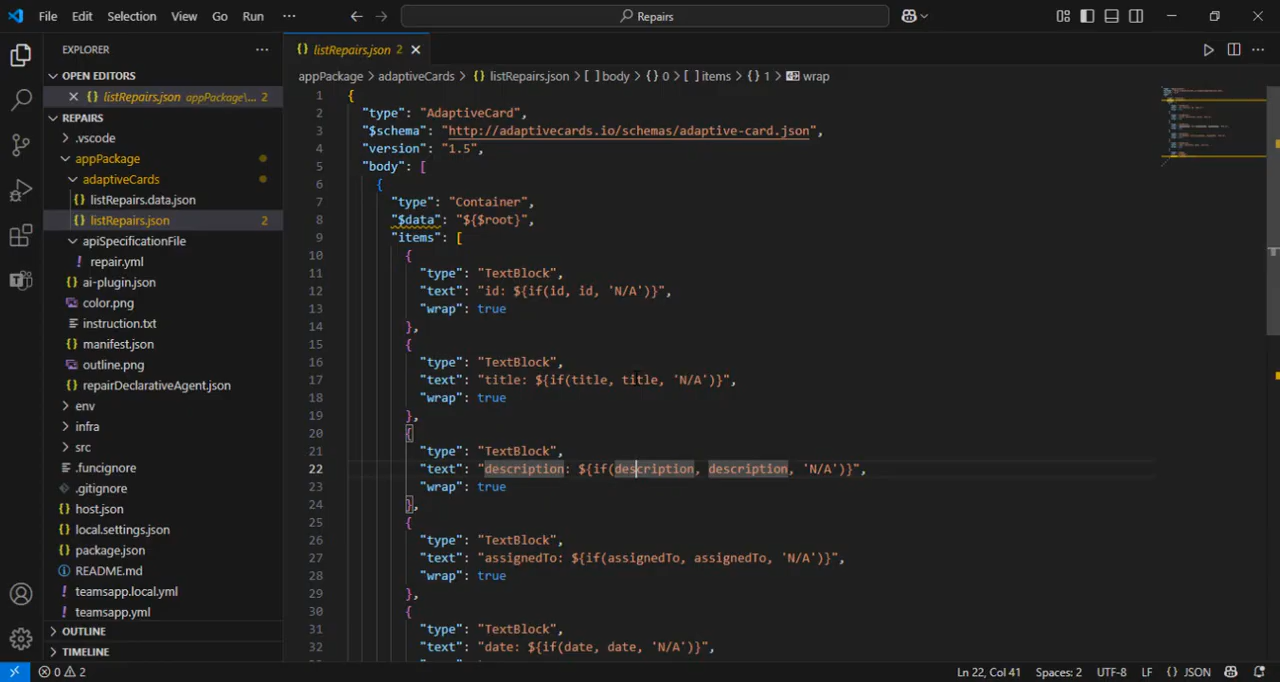 File Edit Selection View Go Run ··· Repairs
EXPLORER ···
OPEN EDITORS
{} listRepairs.json appPackage\... 2
REPAIRS
.vscode
appPackage
adaptiveCards
{} listRepairs.data.json
{} listRepairs.json 2
apiSpecificationFile
! repair.yml
{} ai-plugin.json
color.png
instruction.txt
{} manifest.json
outline.png
{} repairDeclarativeAgent.json
env
infra
src
.funcignore
.gitignore
{} host.json
{} local.settings.json
{} package.json
README.md
! teamsapp.local.yml
! teamsapp.yml
OUTLINE
TIMELINE
{} listRepairs.json 2
appPackage > adaptiveCards > {} listRepairs.json > [ ] body > {} 0 > [ ] items > {} 1 > wrap
1 {
2 "type": "AdaptiveCard",
3 "$schema": "http://adaptivecards.io/schemas/adaptive-card.json",
4 "version": "1.5",
5 "body": [
6 {
7 "type": "Container",
8 "$data": "${$root}",
9 "items": [
10 {
11 "type": "TextBlock",
12 "text": "id: ${if(id, id, 'N/A')}",
13 "wrap": true
14 },
15 {
16 "type": "TextBlock",
17 "text": "title: ${if(title, title, 'N/A')}",
18 "wrap": true
19 },
20 {
21 "type": "TextBlock",
22 "text": "description: ${if(description, description, 'N/A')}",
23 "wrap": true
24 },
25 {
26 "type": "TextBlock",
27 "text": "assignedTo: ${if(assignedTo, assignedTo, 'N/A')}",
28 "wrap": true
29 },
30 {
31 "type": "TextBlock",
32 "text": "date: ${if(date, date, 'N/A')}",
0 2 Ln 22, Col 41 Spaces: 2 UTF-8 LF {} JSON